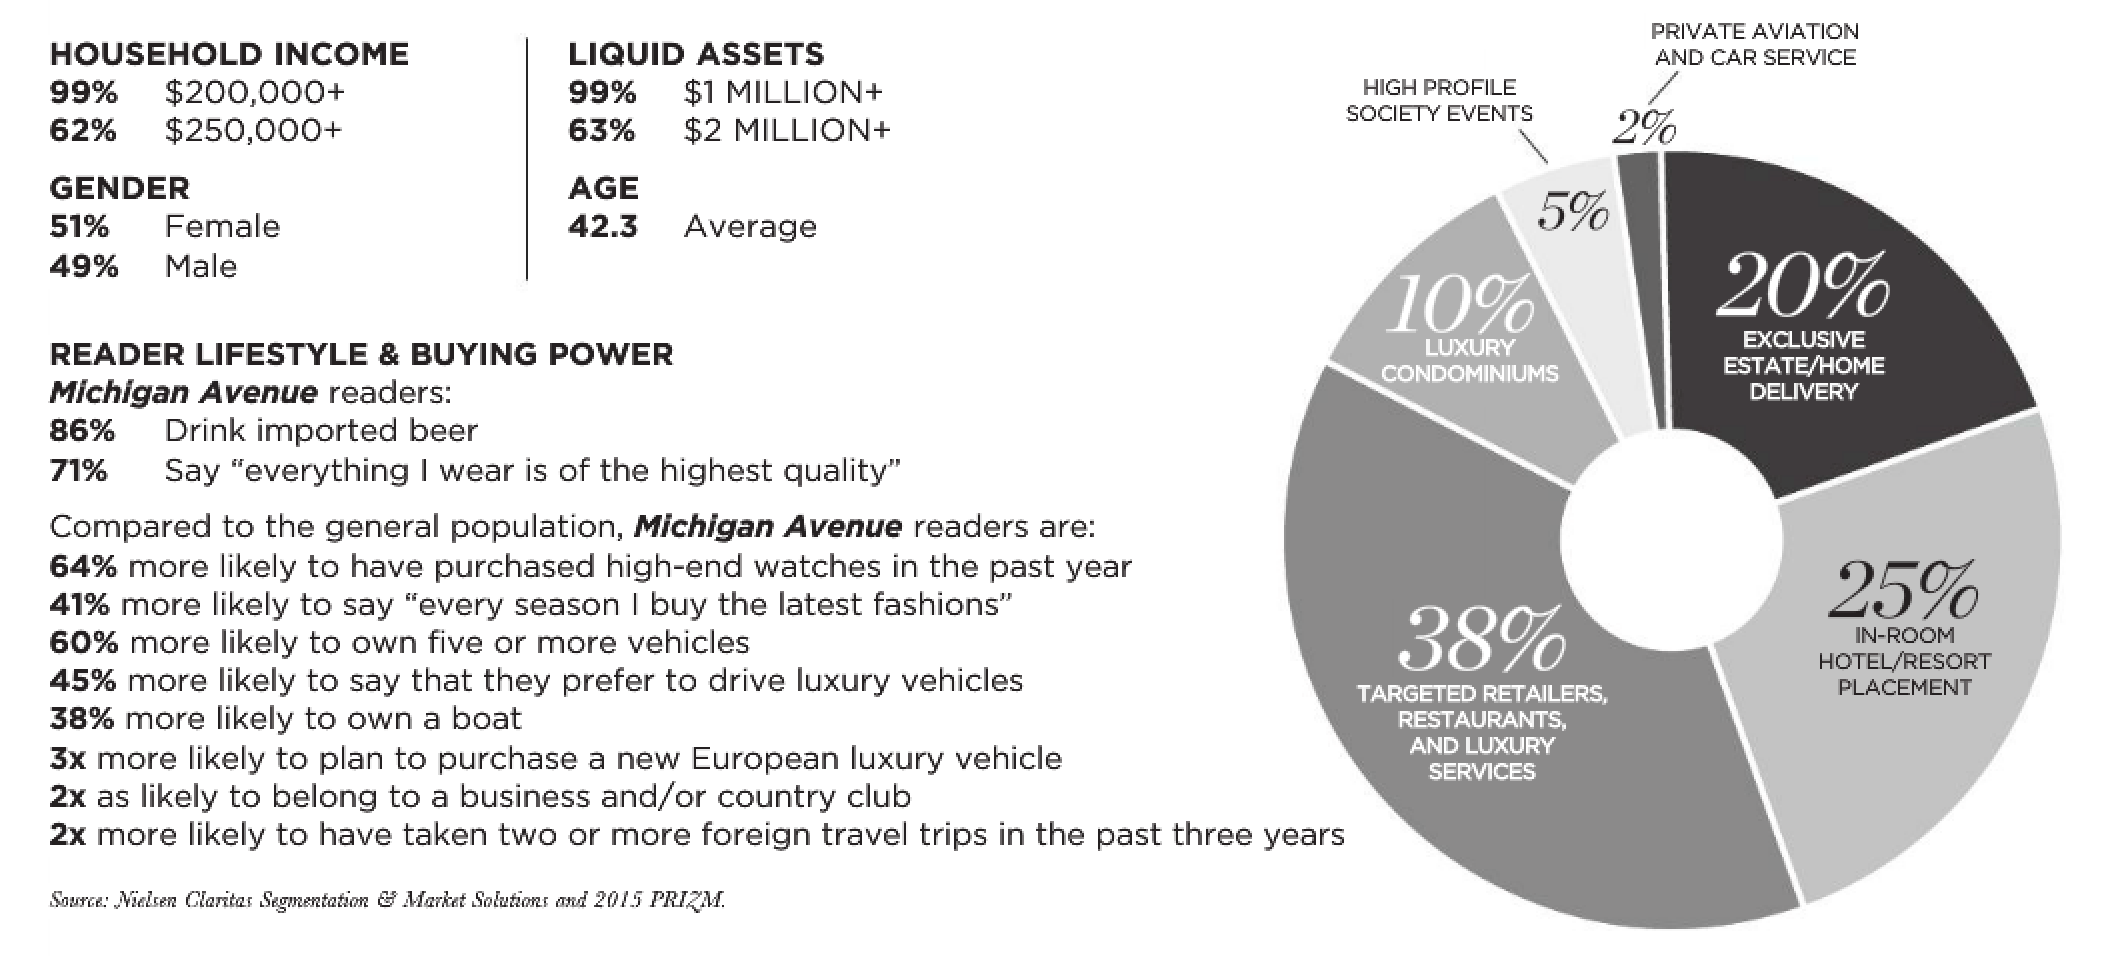 HOUSEHOLD INCOME
99% $200,000+
62% $250,000+
GENDER
51% Female
49% Male
LIQUID ASSETS
99% $1 MILLION+
63% $2 MILLION+
AGE
42.3 Average
READER LIFESTYLE & BUYING POWER
Michigan Avenue readers:
86% Drink imported beer
71% Say “everything I wear is of the highest quality”
Compared to the general population, Michigan Avenue readers are:
64% more likely to have purchased high-end watches in the past year
41% more likely to say “every season I buy the latest fashions”
60% more likely to own five or more vehicles
45% more likely to say that they prefer to drive luxury vehicles
38% more likely to own a boat
3x more likely to plan to purchase a new European luxury vehicle
2x as likely to belong to a business and/or country club
2x more likely to have taken two or more foreign travel trips in the past three years
Source: Nielsen Claritas Segmentation & Market Solutions and 2015 PRIZM.
PRIVATE AVIATION
AND CAR SERVICE
2%
HIGH PROFILE
SOCIETY EVENTS
5%
20%
EXCLUSIVE
ESTATE/HOME
DELIVERY
10%
LUXURY
CONDOMINIUMS
25%
IN-ROOM
HOTEL/RESORT
PLACEMENT
38%
TARGETED RETAILERS,
RESTAURANTS,
AND LUXURY
SERVICES